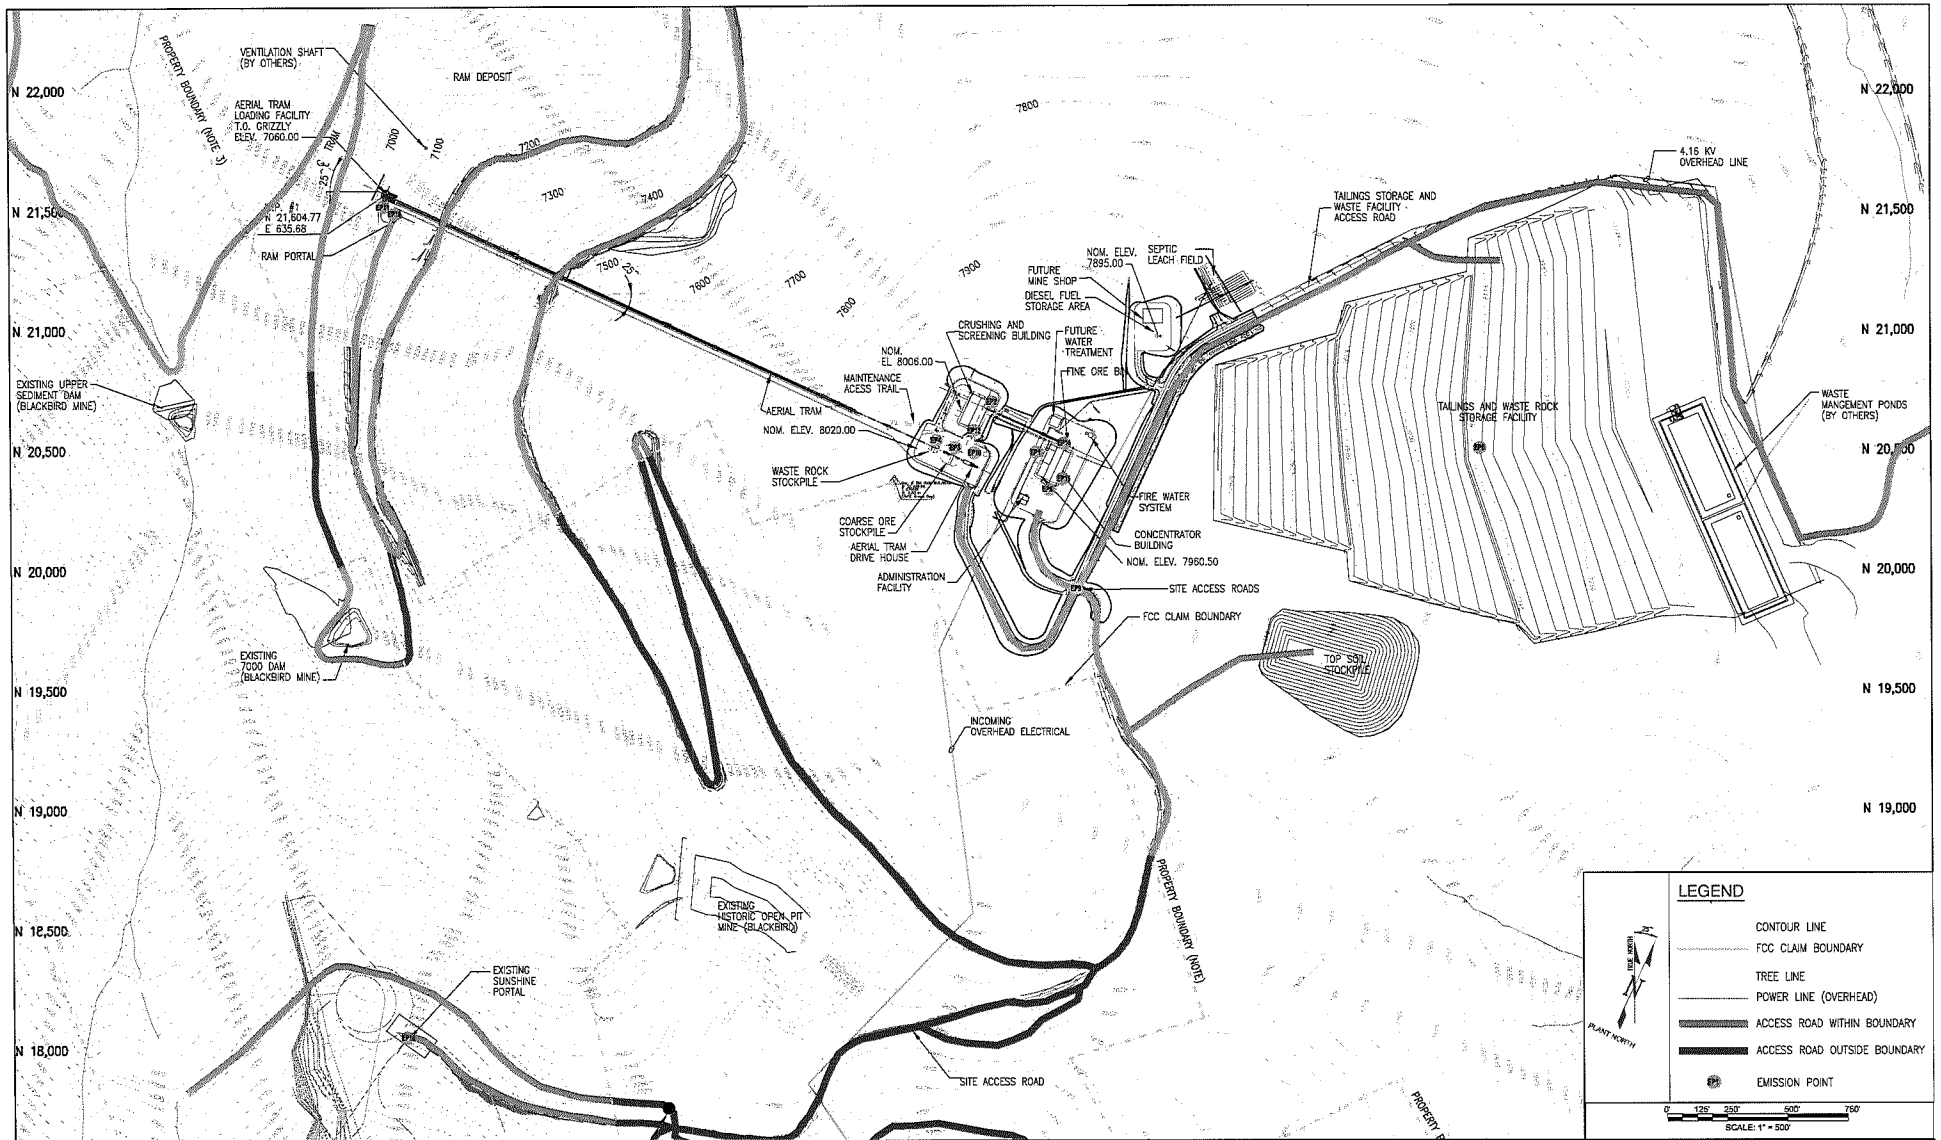 VENTILATION SHAFT
(BY OTHERS)
RAM DEPOSIT
PROPERTY BOUNDARY (NOTE 3)
N 22,000
N 22,000
AERIAL TRAM
LOADING FACILITY
T.O. GRIZZLY
ELEV. 7060.00
TRAM
25°
7000
7100
7200
7300
7400
7500
25°
7600
7700
7800
7900
7800
N 21,500
N 21,604.77
E 635.68
RAM PORTAL
4.16 KV
OVERHEAD LINE
TAILINGS STORAGE AND
WASTE FACILITY
ACCESS ROAD
N 21,500
NOM. ELEV.
7895.00
SEPTIC
LEACH FIELD
FUTURE
MINE SHOP
DIESEL FUEL
STORAGE AREA
N 21,000
N 21,000
CRUSHING AND
SCREENING BUILDING
FUTURE
WATER
TREATMENT
FINE ORE BIN
NOM.
EL 8006.00
MAINTENANCE
ACESS TRAIL
AERIAL TRAM
NOM. ELEV. 8020.00
EXISTING UPPER
SEDIMENT DAM
(BLACKBIRD MINE)
WASTE
MANGEMENT PONDS
(BY OTHERS)
TAILINGS AND WASTE ROCK
STORAGE FACILITY
N 20,500
N 20,500
WASTE ROCK
STOCKPILE
COARSE ORE
STOCKPILE
AERIAL TRAM
DRIVE HOUSE
FIRE WATER
SYSTEM
CONCENTRATOR
BUILDING
NOM. ELEV. 7960.50
ADMINISTRATION
FACILITY
N 20,000
N 20,000
EP9
SITE ACCESS ROADS
FCC CLAIM BOUNDARY
EXISTING
7000 DAM
(BLACKBIRD MINE)
TOP SOIL
STOCKPILE
N 19,500
N 19,500
INCOMING
OVERHEAD ELECTRICAL
N 19,000
N 19,000
PROPERTY BOUNDARY (NOTE)
EXISTING
HISTORIC OPEN PIT
MINE (BLACKBIRD)
N 18,500
EXISTING
SUNSHINE
PORTAL
N 18,000
SITE ACCESS ROAD
PROPERTY
LEGEND
CONTOUR LINE
FCC CLAIM BOUNDARY
TREE LINE
POWER LINE (OVERHEAD)
ACCESS ROAD WITHIN BOUNDARY
ACCESS ROAD OUTSIDE BOUNDARY
EP1 EMISSION POINT
25°
TRUE NORTH
N
PLANT NORTH
0' 125' 250' 500' 750'
SCALE: 1" = 500'